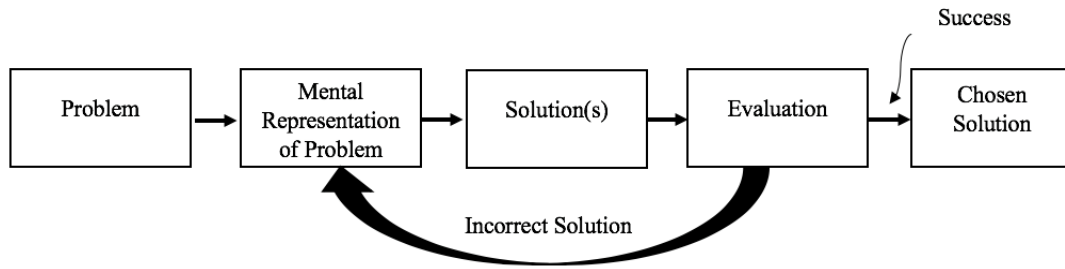 Success
Problem
Mental
Representation
of Problem
Solution(s)
Evaluation
Chosen
Solution
Incorrect Solution